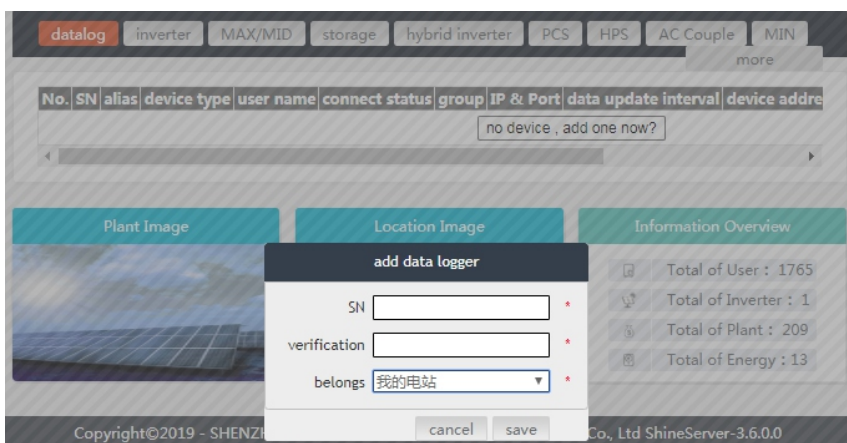 datalog inverter MAX/MID storage hybrid inverter PCS HPS AC Couple MIN
more
No. SN alias device type user name connect status group IP & Port data update interval device addre
no device , add one now?
Plant Image Location Image Information Overview
add data logger
SN *
verification *
belongs 我的电站 ▼ *
cancel save
Total of User : 1765
Total of Inverter : 1
Total of Plant : 209
Total of Energy : 13
Copyright©2019 - SHENZH Co., Ltd ShineServer-3.6.0.0